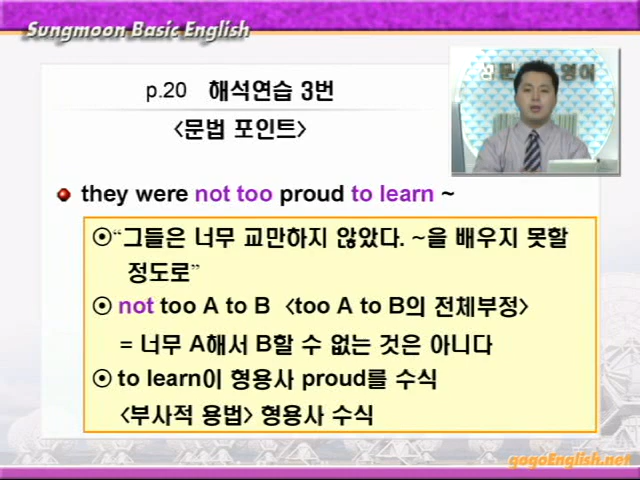 Sungmoon Basic English
p.20 해석연습 3번
<문법 포인트>
they were not too proud to learn ~
"그들은 너무 교만하지 않았다. ~을 배우지 못할
정도로"
not too A to B <too A to B의 전체부정>
= 너무 A해서 B할 수 없는 것은 아니다
to learn이 형용사 proud를 수식
<부사적 용법> 형용사 수식
gogoEnglish.net